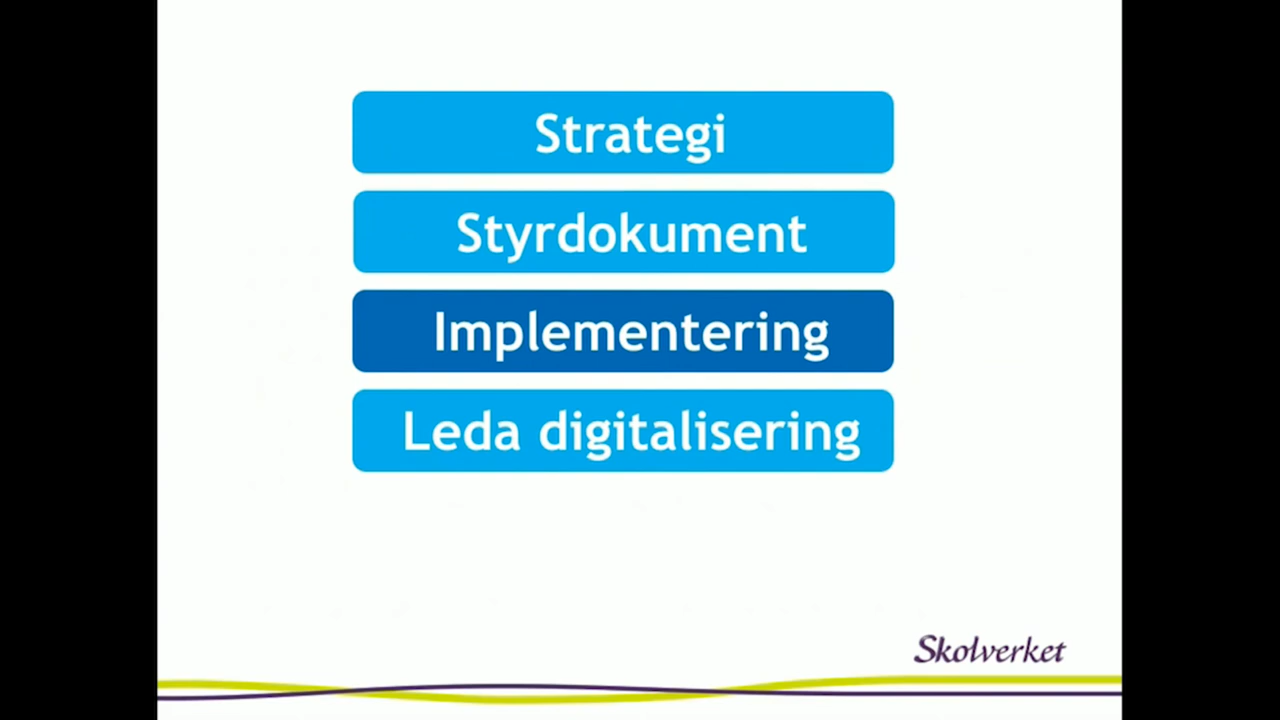 Strategi
Styrdokument
Implementering
Leda digitalisering
Skolverket